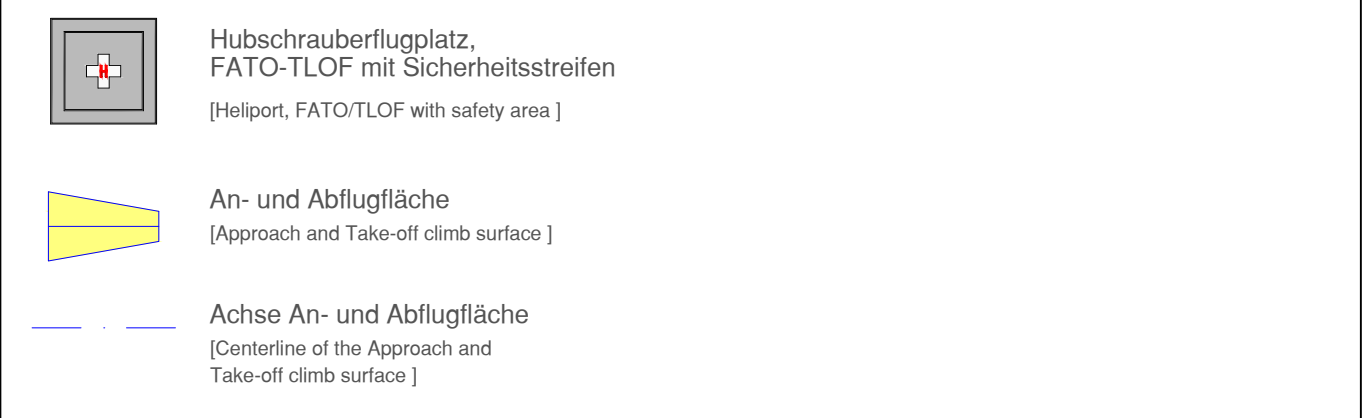 H
Hubschrauberflugplatz,
FATO-TLOF mit Sicherheitsstreifen
[Heliport, FATO/TLOF with safety area ]
An- und Abflugfläche
[Approach and Take-off climb surface ]
Achse An- und Abflugfläche
[Centerline of the Approach and
Take-off climb surface ]